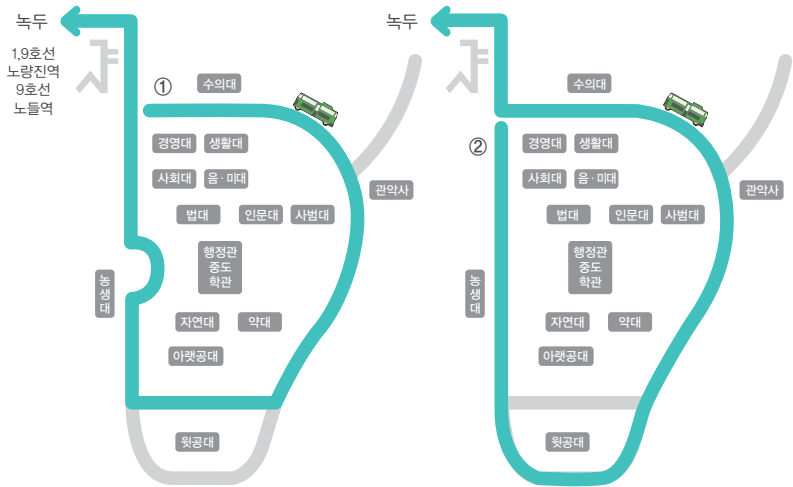 녹두
1,9호선
노량진역
9호선
노들역
①
수의대
경영대
생활대
사회대
음·미대
관악사
법대
인문대
사범대
행정관
중도
학관
농
생
대
자연대
약대
아랫공대
윗공대
녹두
②
수의대
경영대
생활대
사회대
음·미대
관악사
법대
인문대
사범대
행정관
중도
학관
농
생
대
자연대
약대
아랫공대
윗공대